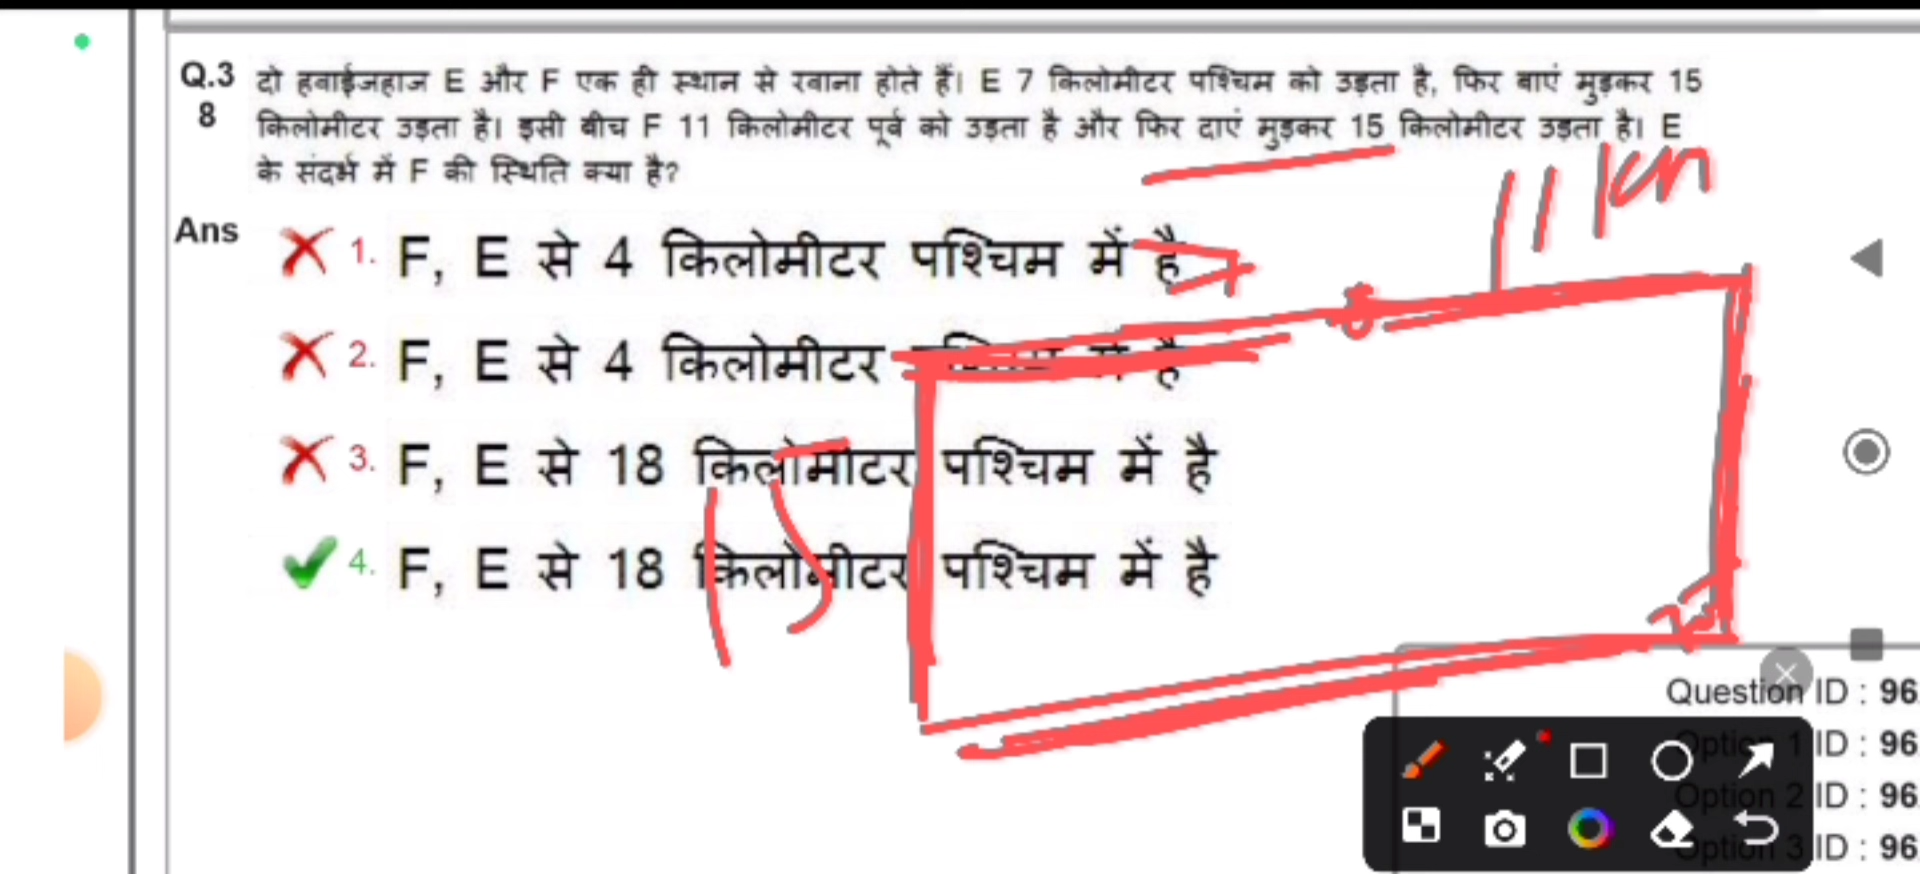 Q.3 दो हवाईजहाज E और F एक ही स्थान से रवाना होते हैं। E 7 किलोमीटर पश्चिम को उड़ता है, फिर बाएं मुड़कर 15
8 किलोमीटर उड़ता है। इसी बीच F 11 किलोमीटर पूर्व को उड़ता है और फिर दाएं मुड़कर 15 किलोमीटर उड़ता है। E
के संदर्भ में F की स्थिति क्या है?
11 km
Ans 1. F, E से 4 किलोमीटर पश्चिम में है
7
2. F, E से 4 किलोमीटर में है
3. F, E से 18 किलोमीटर पश्चिम में है
15
4. F, E से 18 किलोमीटर पश्चिम में है
Question ID : 96
Option 1 ID : 96
Option 2 ID : 96
Option 3 ID : 96